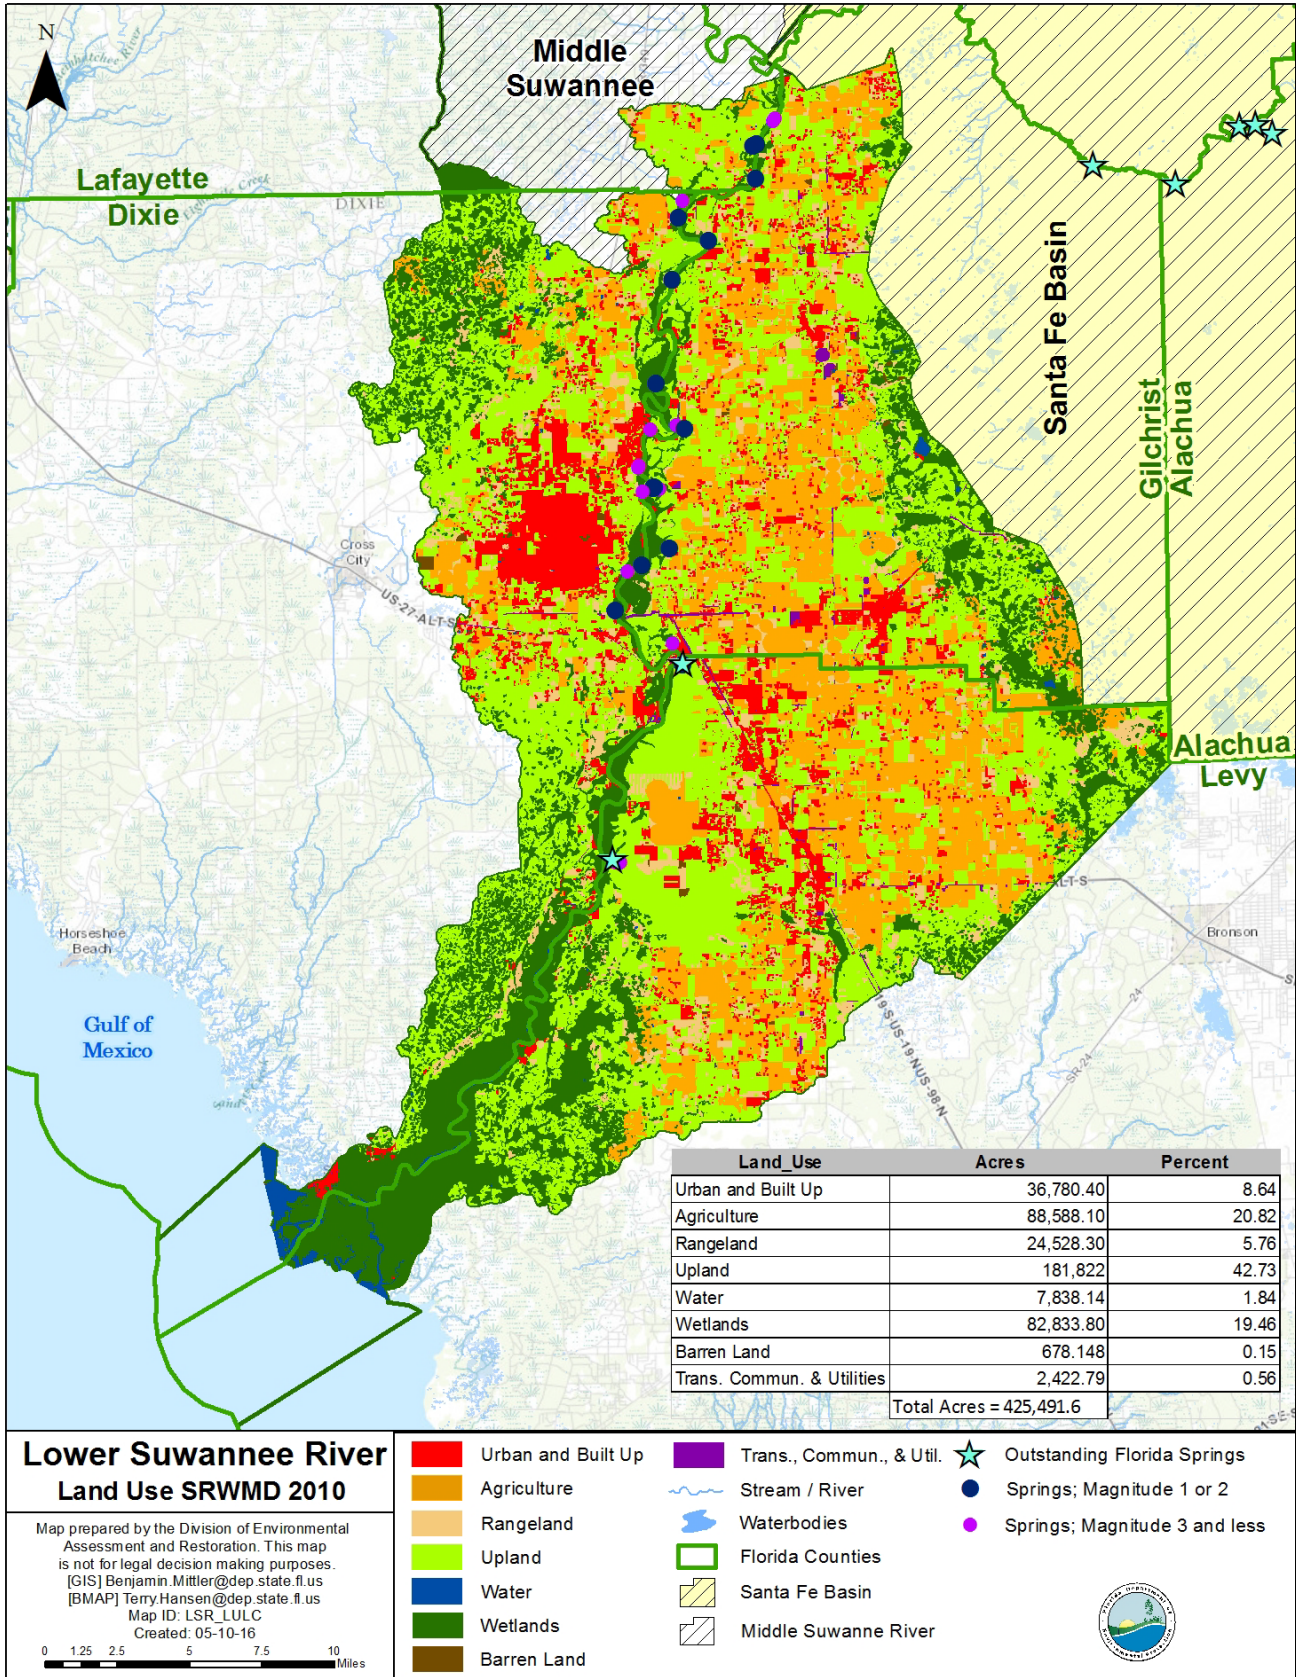 N
Middle
Suwannee
Lafayette
Dixie
DIXIE
Santa Fe Basin
Gilchrist
Alachua
Cross
City
US-27-ALT-S
Alachua
Levy
ALT-S
Bronson
Horseshoe
Beach
Gulf of
Mexico
19-S US-19-N US-98-N
SR-24
24
Land_Use Acres Percent
Urban and Built Up 36,780.40 8.64
Agriculture 88,588.10 20.82
Rangeland 24,528.30 5.76
Upland 181,822 42.73
Water 7,838.14 1.84
Wetlands 82,833.80 19.46
Barren Land 678.148 0.15
Trans. Commun. & Utilities 2,422.79 0.56
Total Acres = 425,491.6
Lower Suwannee River
Land Use SRWMD 2010
Map prepared by the Division of Environmental
Assessment and Restoration. This map
is not for legal decision making purposes.
[GIS] Benjamin.Mittler@dep.state.fl.us
[BMAP] Terry.Hansen@dep.state.fl.us
Map ID: LSR_LULC
Created: 05-10-16
0 1.25 2.5 5 7.5 10
Miles
Urban and Built Up
Agriculture
Rangeland
Upland
Water
Wetlands
Barren Land
Trans., Commun., & Util.
Stream / River
Waterbodies
Florida Counties
Santa Fe Basin
Middle Suwanne River
Outstanding Florida Springs
Springs; Magnitude 1 or 2
Springs; Magnitude 3 and less